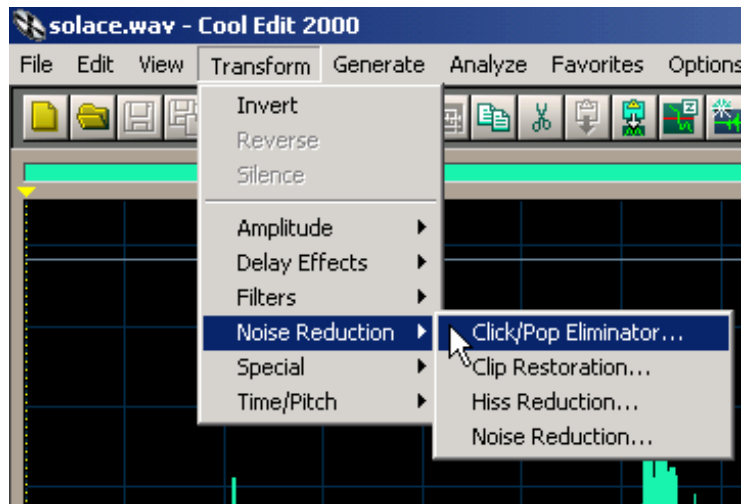 solace.wav - Cool Edit 2000
File Edit View Transform Generate Analyze Favorites Options
Invert
Reverse
Silence
Amplitude
Delay Effects
Filters
Noise Reduction
Special
Time/Pitch
Click/Pop Eliminator...
Clip Restoration...
Hiss Reduction...
Noise Reduction...